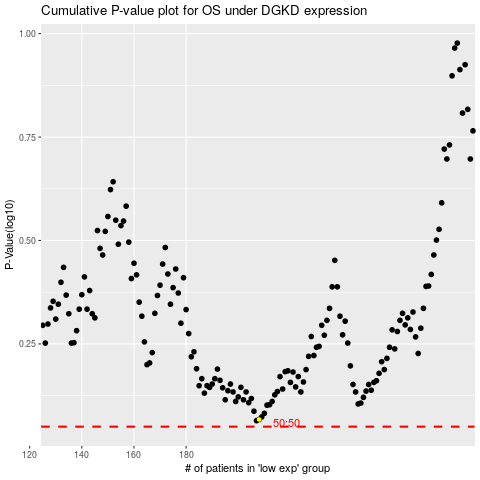 Cumulative P-value plot for OS under DGKD expression
P-Value(log10)
1.00
0.75
0.50
0.25
50:50
120 140 160 180
# of patients in 'low exp' group